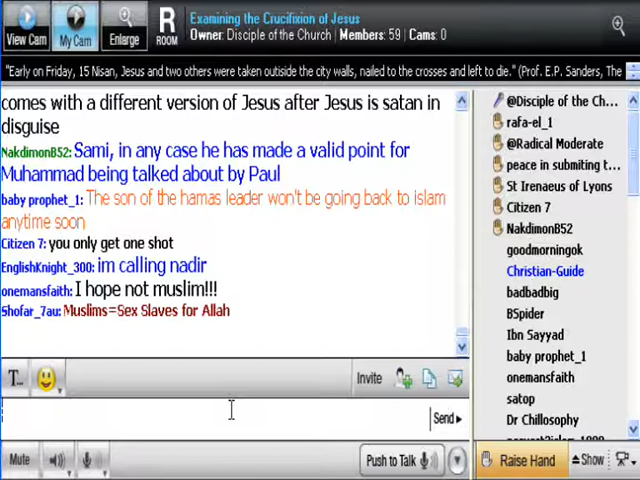 View Cam
My Cam
Enlarge
R
ROOM
Examining the Crucifixion of Jesus
Owner: Disciple of the Church | Members: 59 | Cams: 0
"Early on Friday, 15 Nisan, Jesus and two others were taken outside the city walls, nailed to the crosses and left to die." (Prof. E.P. Sanders, The
comes with a different version of Jesus after Jesus is satan in
disguise
NakdimonB52: Sami, in any case he has made a valid point for
Muhammad being talked about by Paul
baby prophet_1: The son of the hamas leader won't be going back to islam
anytime soon
Citizen 7: you only get one shot
EnglishKnight_300: im calling nadir
onemansfaith: I hope not muslim!!!
Shofar_7au: Muslims=Sex Slaves for Allah
@Disciple of the Ch...
rafa-el_1
@Radical Moderate
peace in submiting t...
St Irenaeus of Lyons
Citizen 7
NakdimonB52
goodmorningok
Christian-Guide
badbadbig
BSpider
Ibn Sayyad
baby prophet_1
onemansfaith
satop
Dr Chillosophy
T...
Invite
Send
Mute
Push to Talk
Raise Hand
Show